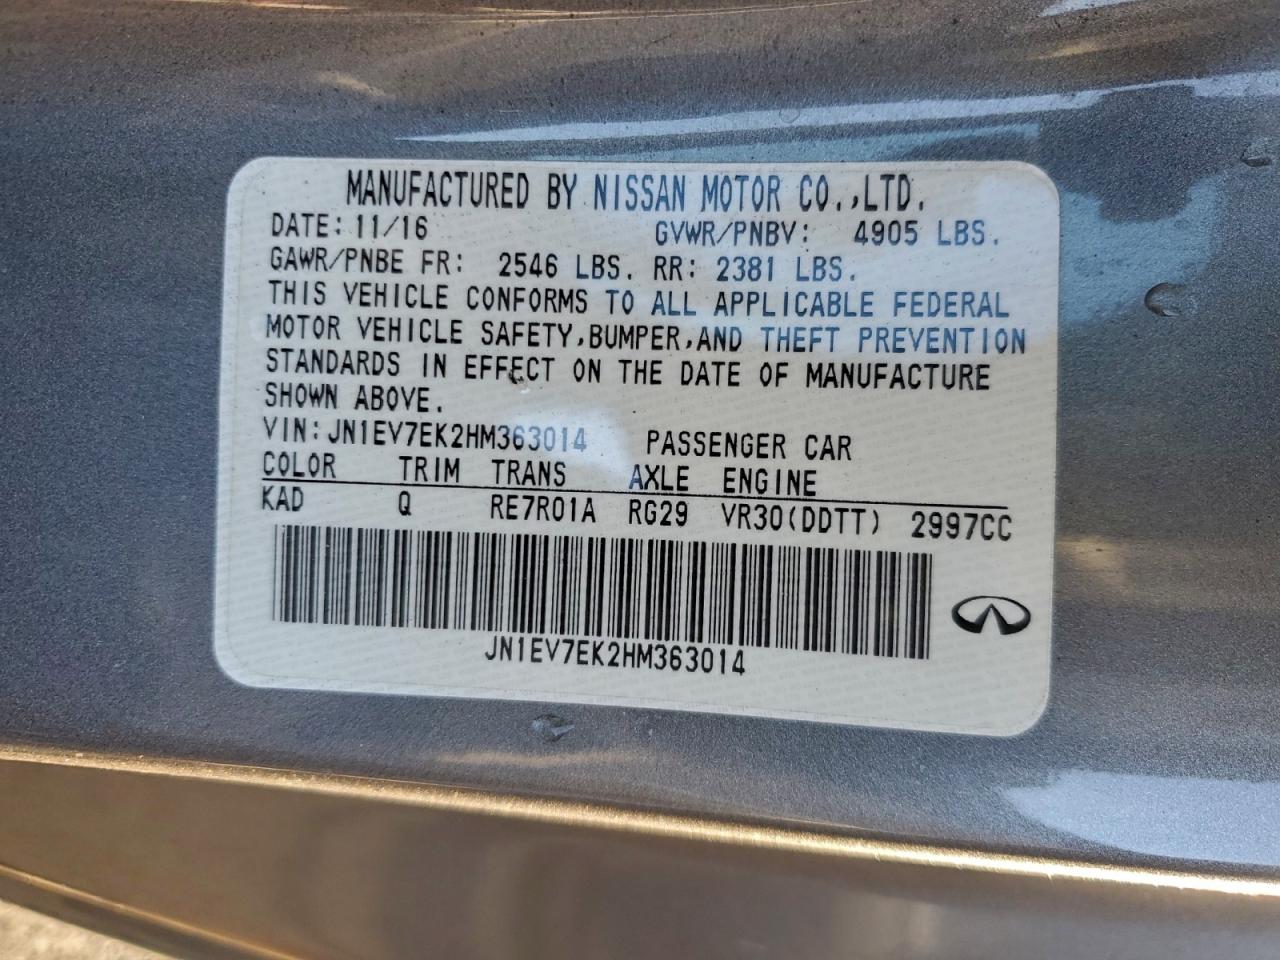 MANUFACTURED BY NISSAN MOTOR CO.,LTD.
DATE: 11/16 GVWR/PNBV: 4905 LBS.
GAWR/PNBE FR: 2546 LBS. RR: 2381 LBS.
THIS VEHICLE CONFORMS TO ALL APPLICABLE FEDERAL
MOTOR VEHICLE SAFETY,BUMPER,AND THEFT PREVENTION
STANDARDS IN EFFECT ON THE DATE OF MANUFACTURE
SHOWN ABOVE.
VIN:JN1EV7EK2HM363014 PASSENGER CAR
COLOR TRIM TRANS AXLE ENGINE
KAD Q RE7R01A RG29 VR30(DDTT) 2997CC
JN1EV7EK2HM363014